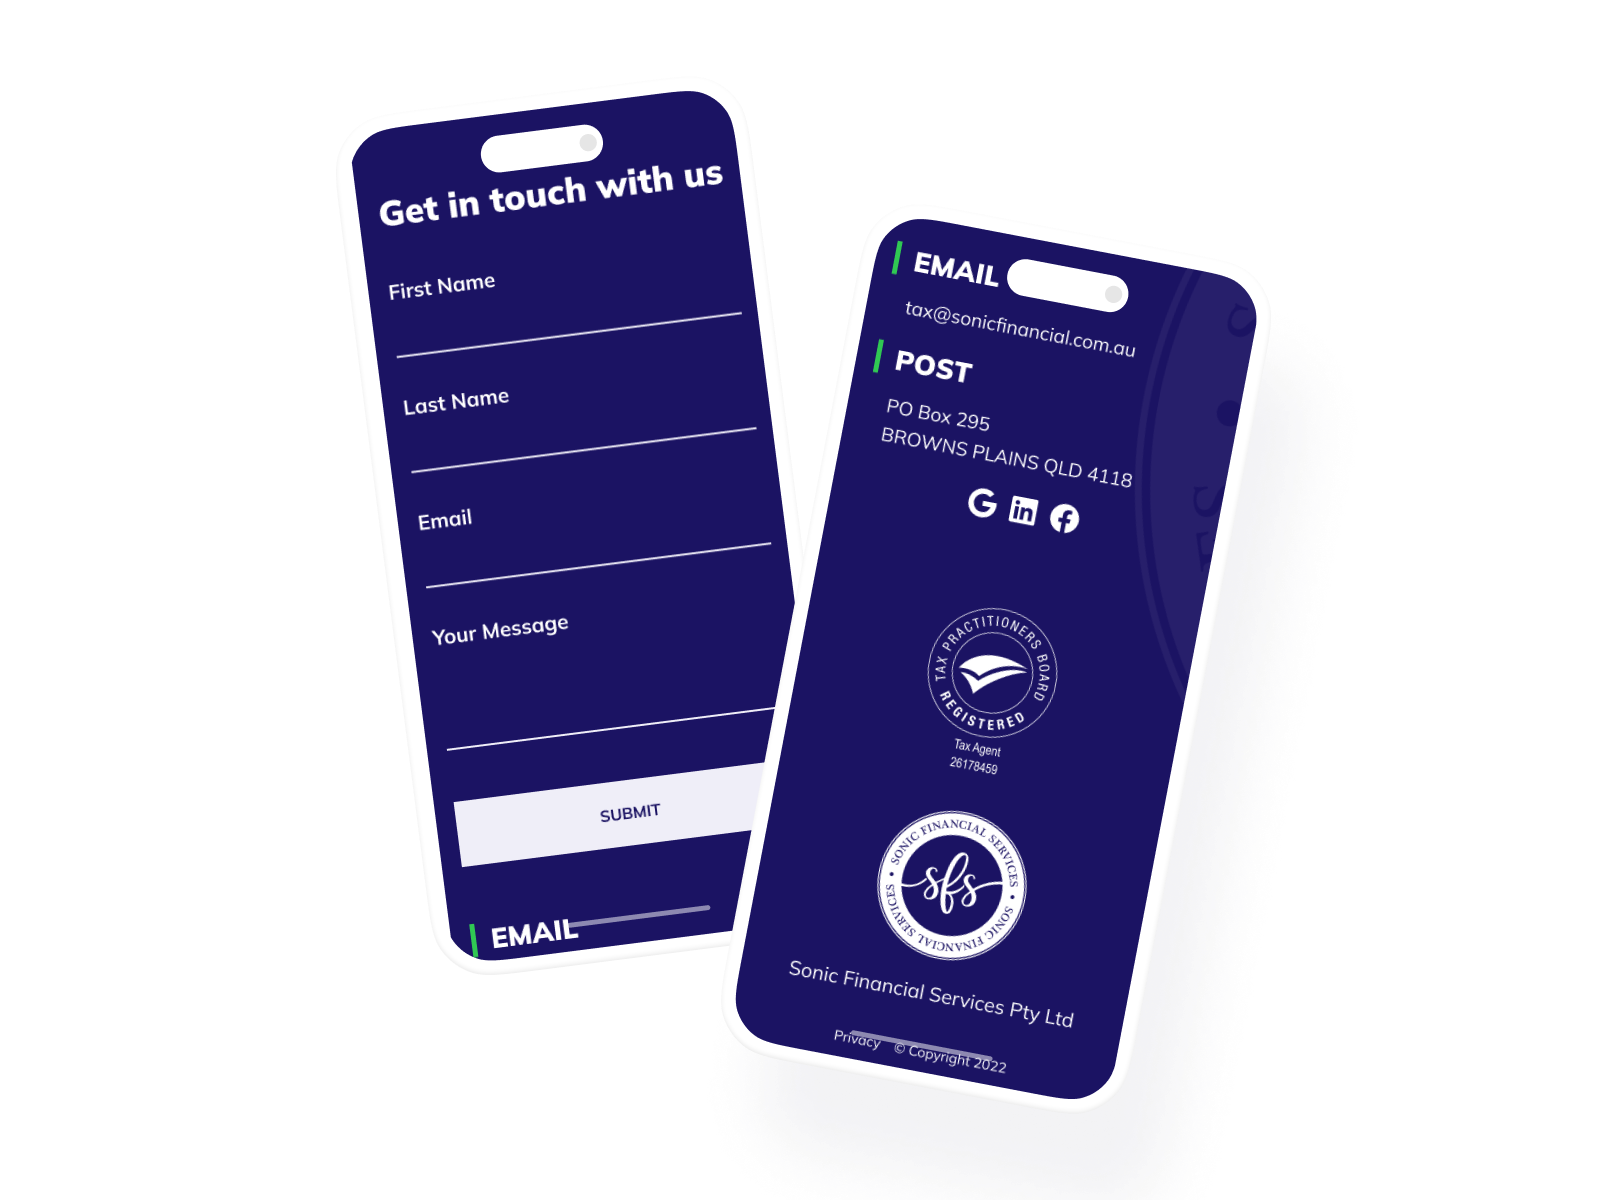 Get in touch with us
First Name
Last Name
Email
Your Message
SUBMIT
EMAIL
EMAIL
tax@sonicfinancial.com.au
POST
PO Box 295
BROWNS PLAINS QLD 4118
G in f
TAX PRACTITIONERS BOARD
REGISTERED
Tax Agent
26178459
SONIC FINANCIAL SERVICES • SONIC FINANCIAL SERVICES •
sfs
Sonic Financial Services Pty Ltd
Privacy © Copyright 2022